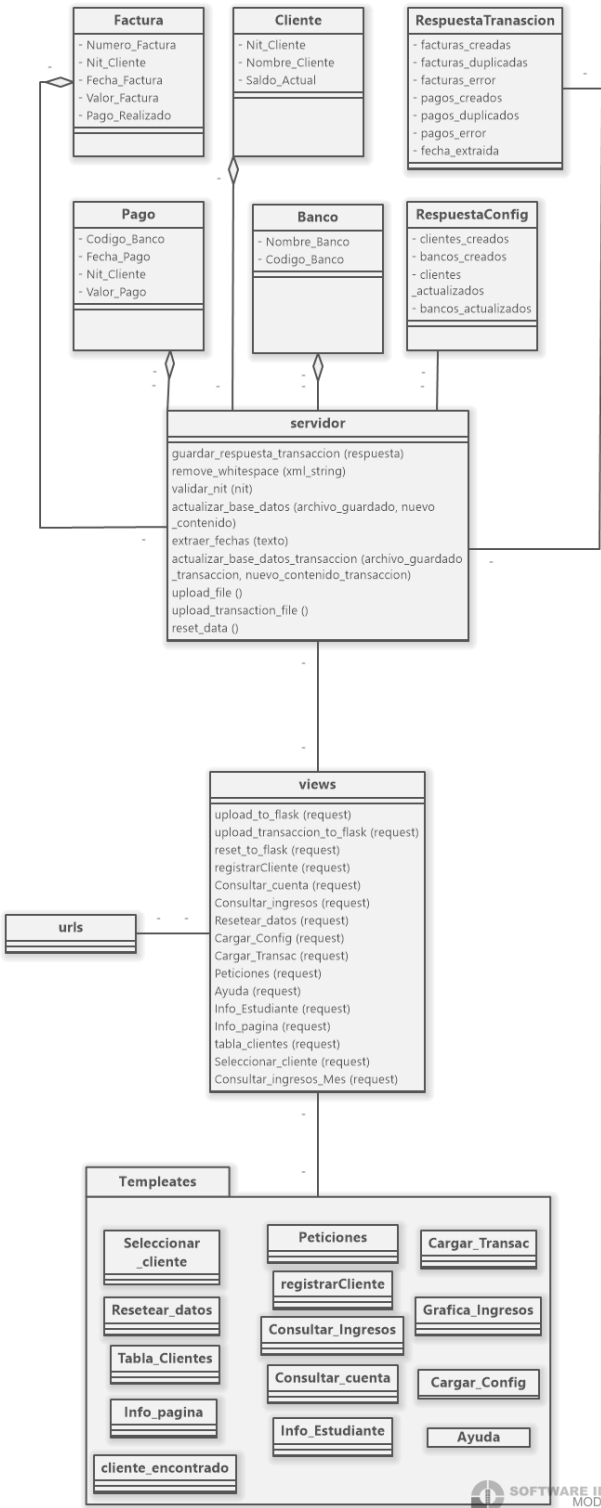 Factura
- Numero_Factura
- Nit_Cliente
- Fecha_Factura
- Valor_Factura
- Pago_Realizado
Cliente
- Nit_Cliente
- Nombre_Cliente
- Saldo_Actual
RespuestaTranascion
- facturas_creadas
- facturas_duplicadas
- facturas_error
- pagos_creados
- pagos_duplicados
- pagos_error
- fecha_extraida
Pago
- Codigo_Banco
- Fecha_Pago
- Nit_Cliente
- Valor_Pago
Banco
- Nombre_Banco
- Codigo_Banco
RespuestaConfig
- clientes_creados
- bancos_creados
- clientes
_actualizados
- bancos_actualizados
servidor
guardar_respuesta_transaccion (respuesta)
remove_whitespace (xml_string)
validar_nit (nit)
actualizar_base_datos (archivo_guardado, nuevo
_contenido)
extraer_fechas (texto)
actualizar_base_datos_transaccion (archivo_guardado
_transaccion, nuevo_contenido_transaccion)
upload_file ()
upload_transaction_file ()
reset_data ()
views
upload_to_flask (request)
upload_transaccion_to_flask (request)
reset_to_flask (request)
registrarCliente (request)
Consultar_cuenta (request)
Consultar_ingresos (request)
Resetear_datos (request)
Cargar_Config (request)
Cargar_Transac (request)
Peticiones (request)
Ayuda (request)
Info_Estudiante (request)
Info_pagina (request)
tabla_clientes (request)
Seleccionar_cliente (request)
Consultar_ingresos_Mes (request)
urls
Templeates
Seleccionar
_cliente
Resetear_datos
Tabla_Clientes
Info_pagina
cliente_encontrado
Peticiones
registrarCliente
Consultar_Ingresos
Consultar_cuenta
Info_Estudiante
Cargar_Transac
Grafica_Ingresos
Cargar_Config
Ayuda
SOFTWARE I
MOD